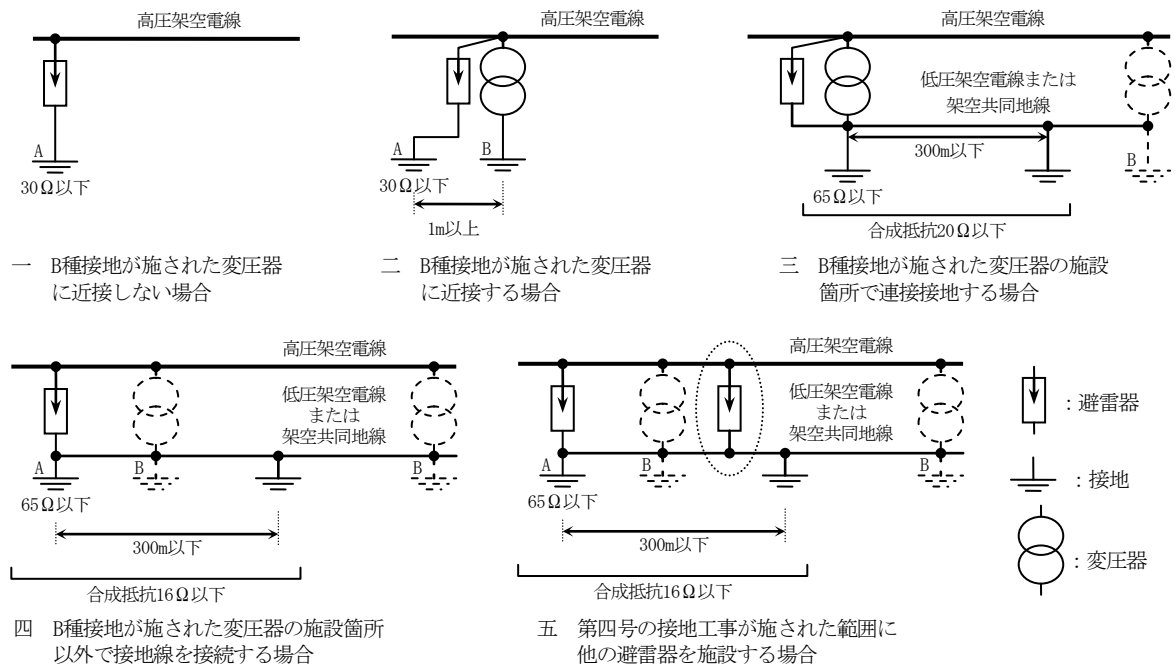 高圧架空電線
A
30Ω以下
一 B種接地が施された変圧器
に近接しない場合
高圧架空電線
A
B
30Ω以下
1m以上
二 B種接地が施された変圧器
に近接する場合
高圧架空電線
低圧架空電線または
架空共同地線
300m以下
B
65Ω以下
合成抵抗20Ω以下
三 B種接地が施された変圧器の施設
箇所で連接接地する場合
高圧架空電線
低圧架空電線
または
架空共同地線
A
B
B
65Ω以下
300m以下
合成抵抗16Ω以下
四 B種接地が施された変圧器の施設箇所
以外で接地線を接続する場合
高圧架空電線
低圧架空電線
または
架空共同地線
A
B
B
65Ω以下
300m以下
合成抵抗16Ω以下
五 第四号の接地工事が施された範囲に
他の避雷器を施設する場合
：避雷器
：接地
：変圧器